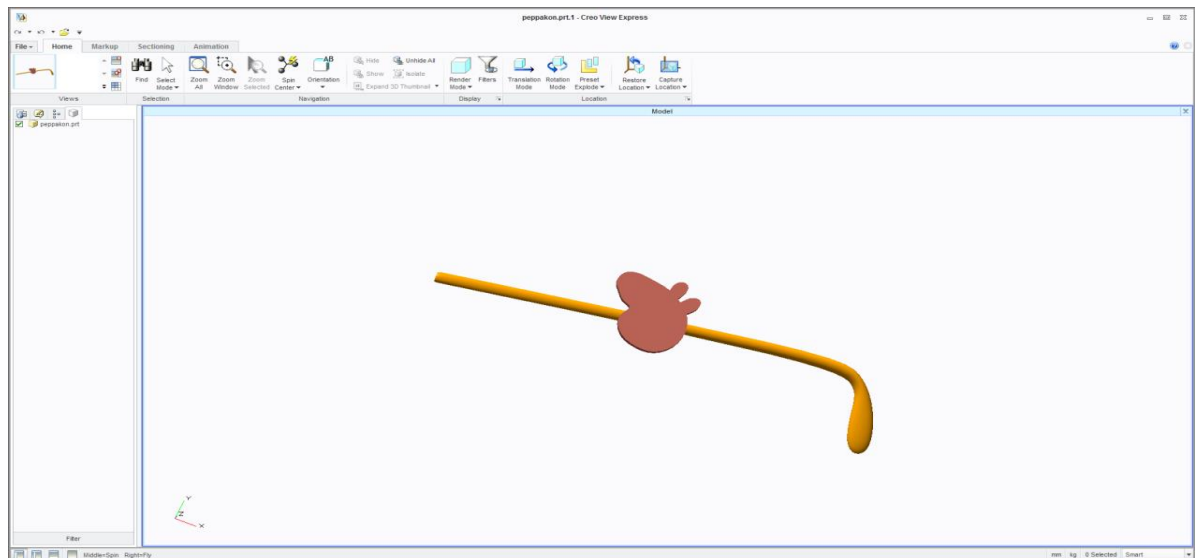 peppakon.prt.1 - Creo View Express
File Home Markup Sectioning Animation
Find
Select Mode
Zoom All
Zoom Window
Zoom Selected
Spin Center
Orientation
Hide
Unhide All
Show
Isolate
Expand 3D Thumbnail
Render Mode
Filters
Translation Mode
Rotation Mode
Preset Explode
Restore Location
Capture Location
Views Selection Navigation Display Location
Model
peppakon.prt
Y
Z
X
Filter
Middle=Spin Right=Fly mm kg 0 Selected Smart